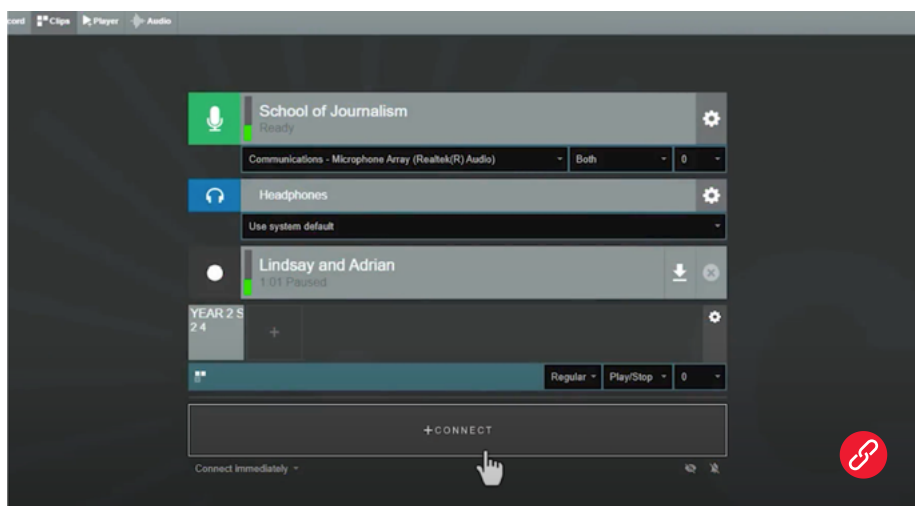 cord Clips Player Audio
School of Journalism
Ready
Communications - Microphone Array (Realtek(R) Audio) Both 0
Headphones
Use system default
Lindsay and Adrian
1:01 Paused
YEAR 2 S
2 4
+
Regular Play/Stop 0
+CONNECT
Connect immediately